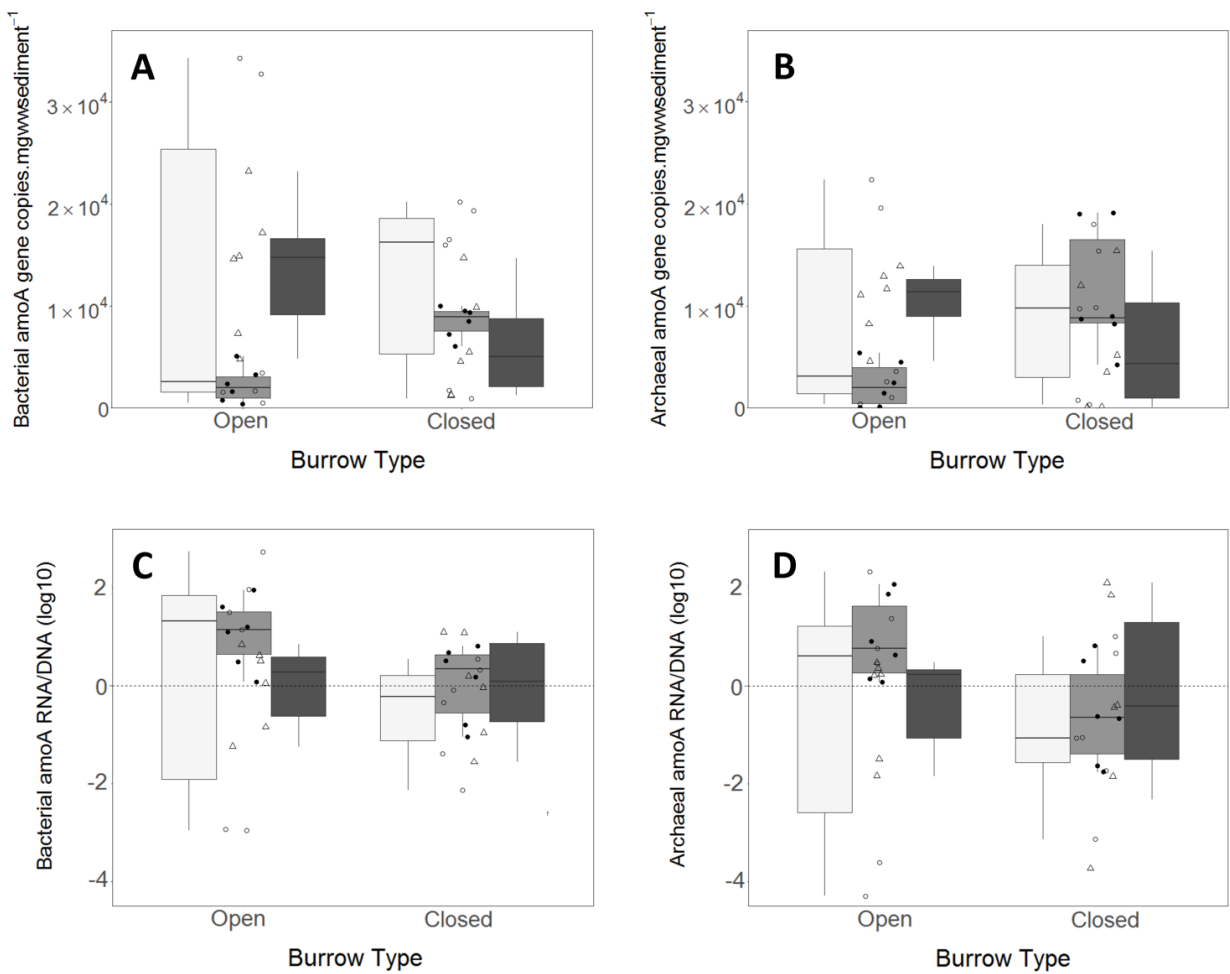 A
Bacterial amoA gene copies.mgwwsediment⁻¹
3 × 10⁴
2 × 10⁴
1 × 10⁴
0
Open Closed
Burrow Type
B
Archaeal amoA gene copies.mgwwsediment⁻¹
3 × 10⁴
2 × 10⁴
1 × 10⁴
0
Open Closed
Burrow Type
C
Bacterial amoA RNA/DNA (log10)
2
0
-2
-4
Open Closed
Burrow Type
D
Archaeal amoA RNA/DNA (log10)
2
0
-2
-4
Open Closed
Burrow Type